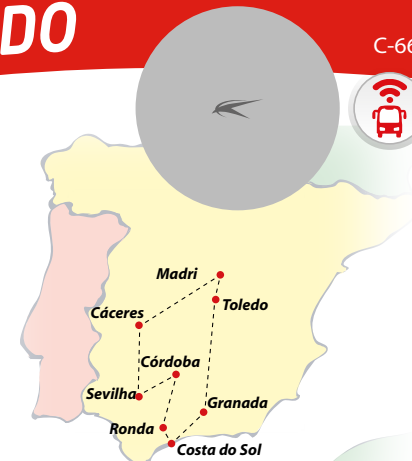 DO
C-66
Madri
Toledo
Cáceres
Córdoba
Sevilha
Granada
Ronda
Costa do Sol